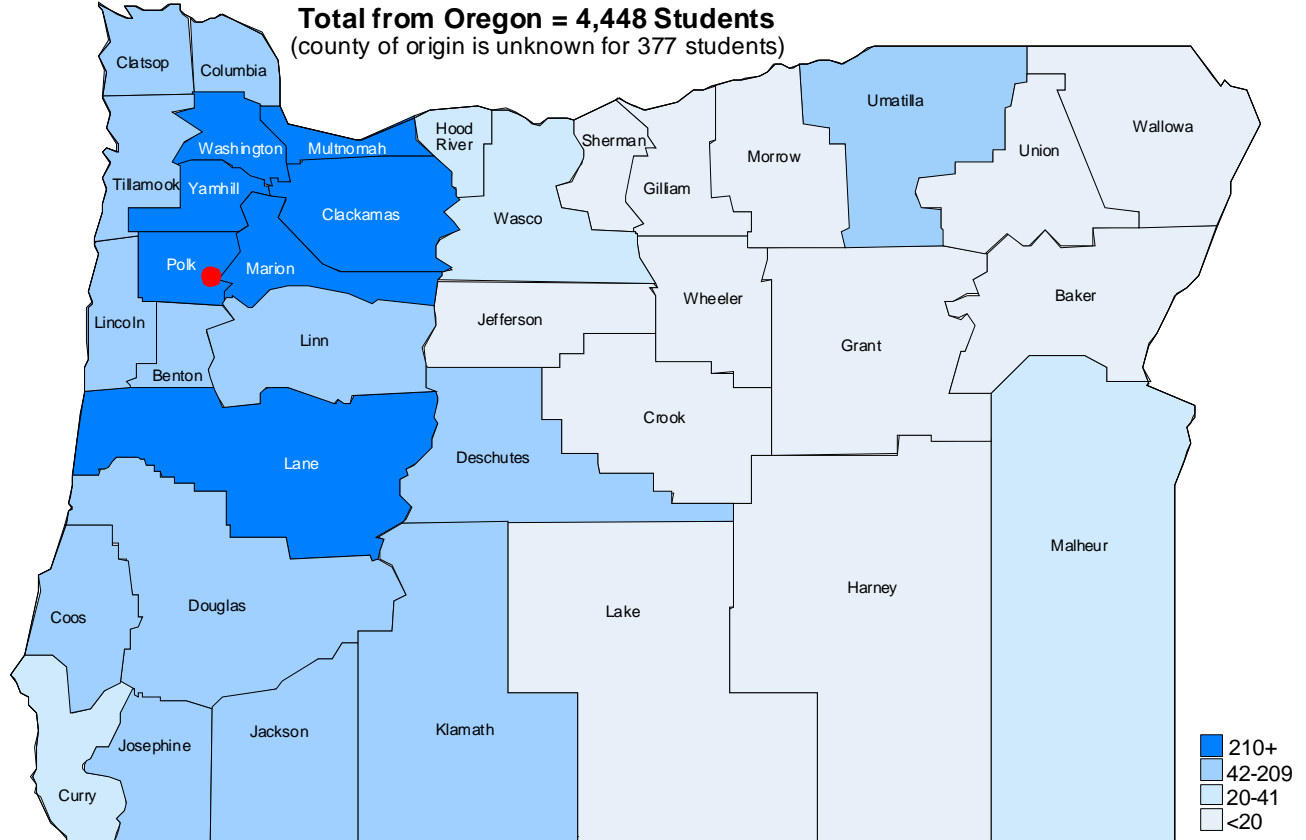 Total from Oregon = 4,448 Students
(county of origin is unknown for 377 students)
Clatsop
Columbia
Hood
River
Umatilla
Wallowa
Washington
Multnomah
Sherman
Morrow
Union
Tillamook
Yamhill
Gilliam
Clackamas
Wasco
Polk
Marion
Wheeler
Baker
Lincoln
Linn
Jefferson
Grant
Benton
Crook
Lane
Deschutes
Malheur
Coos
Douglas
Lake
Harney
Josephine
Jackson
Klamath
Curry
210+
42-209
20-41
<20